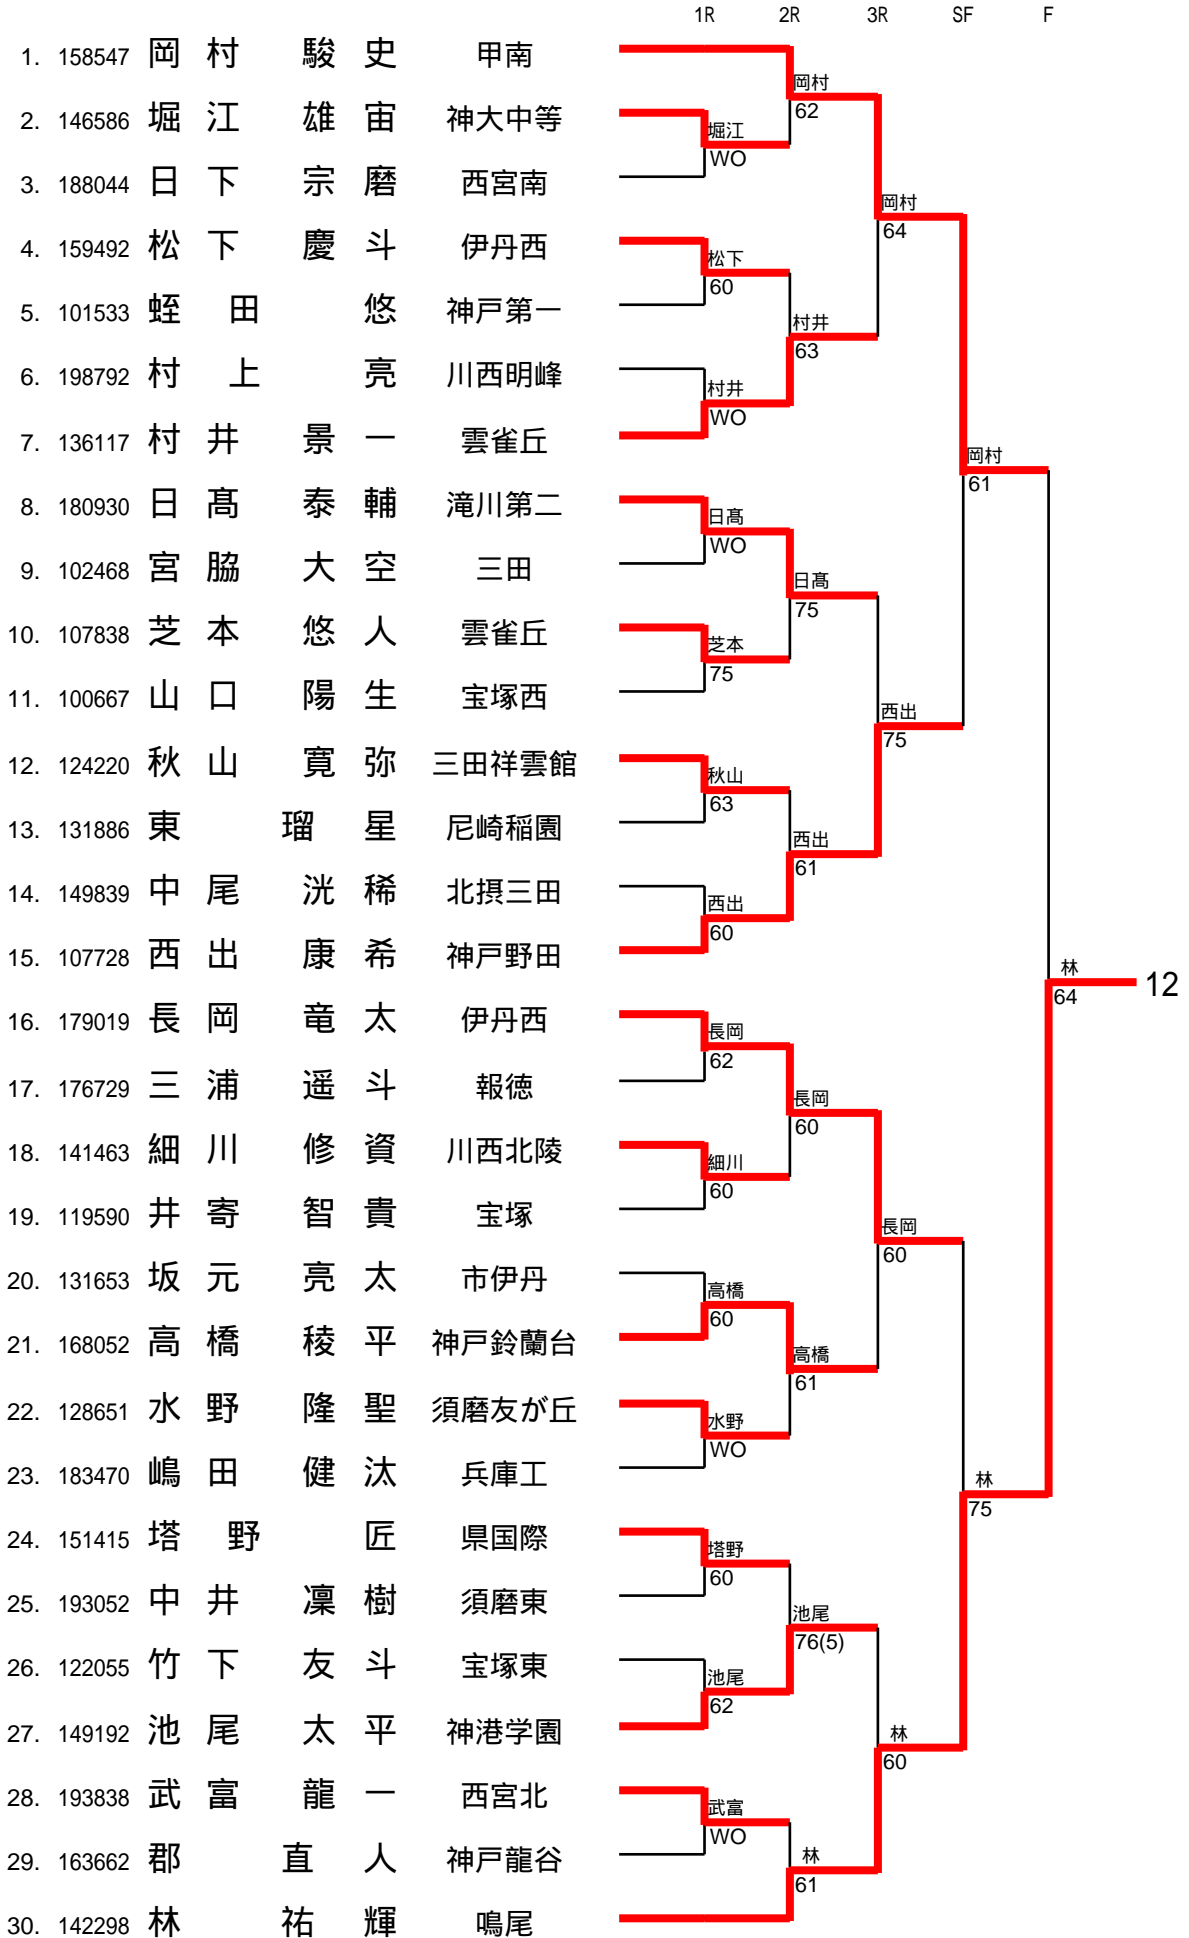 1R 2R 3R SF F
1. 158547 岡村 駿史 甲南
岡村
2. 146586 堀江 雄宙 神大中等
62
堀江
WO
3. 188044 日下 宗磨 西宮南
岡村
64
4. 159492 松下 慶斗 伊丹西
松下
60
5. 101533 蛭田 悠 神戸第一
村井
63
6. 198792 村上 亮 川西明峰
村井
WO
7. 136117 村井 景一 雲雀丘
岡村
61
8. 180930 日髙 泰輔 滝川第二
日髙
WO
9. 102468 宮脇 大空 三田
日髙
75
10. 107838 芝本 悠人 雲雀丘
芝本
75
11. 100667 山口 陽生 宝塚西
西出
75
12. 124220 秋山 寛弥 三田祥雲館
秋山
63
13. 131886 東 瑠星 尼崎稲園
西出
61
14. 149839 中尾 洸稀 北摂三田
西出
60
15. 107728 西出 康希 神戸野田
林
64
12
16. 179019 長岡 竜太 伊丹西
長岡
62
17. 176729 三浦 遥斗 報徳
長岡
60
18. 141463 細川 修資 川西北陵
細川
60
19. 119590 井寄 智貴 宝塚
長岡
60
20. 131653 坂元 亮太 市伊丹
高橋
60
21. 168052 高橋 稜平 神戸鈴蘭台
高橋
61
22. 128651 水野 隆聖 須磨友が丘
水野
WO
23. 183470 嶋田 健汰 兵庫工
林
75
24. 151415 塔野 匠 県国際
塔野
60
25. 193052 中井 凜樹 須磨東
池尾
76(5)
26. 122055 竹下 友斗 宝塚東
池尾
62
27. 149192 池尾 太平 神港学園
林
60
28. 193838 武富 龍一 西宮北
武富
WO
29. 163662 郡 直人 神戸龍谷
林
61
30. 142298 林 祐輝 鳴尾